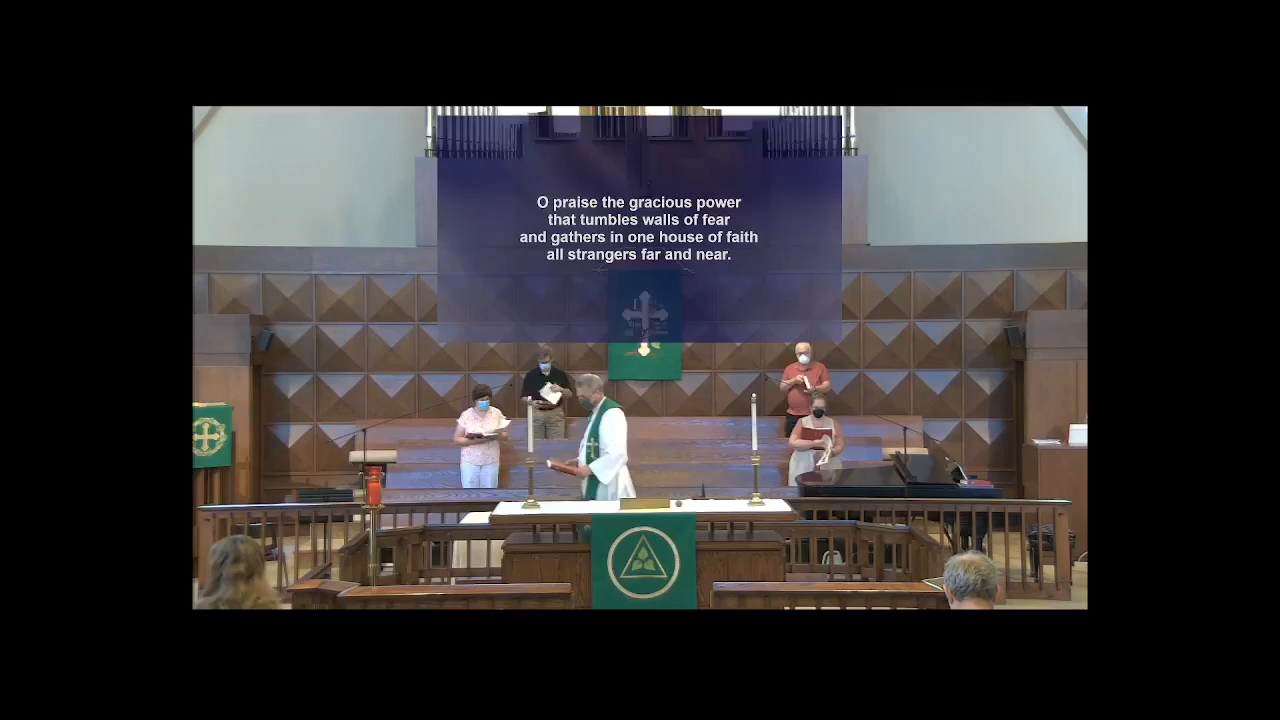 O praise the gracious power
that tumbles walls of fear
and gathers in one house of faith
all strangers far and near.